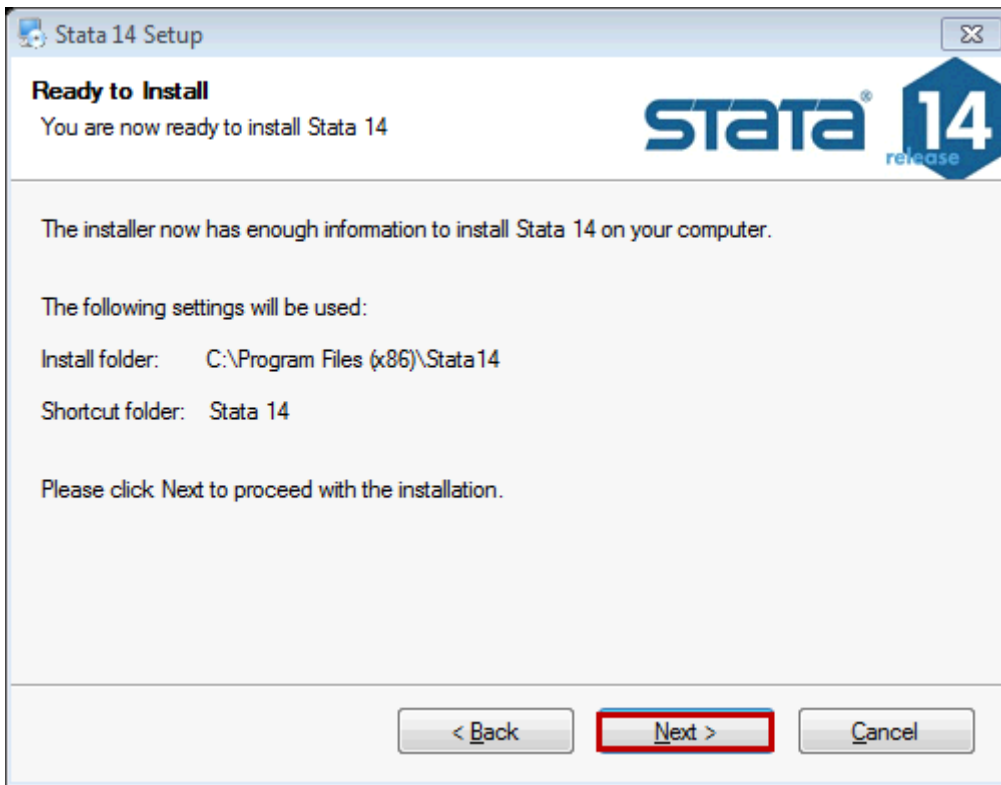 Stata 14 Setup
Ready to Install
You are now ready to install Stata 14
STATA® 14
release
The installer now has enough information to install Stata 14 on your computer.
The following settings will be used:
Install folder: C:\Program Files (x86)\Stata14
Shortcut folder: Stata 14
Please click Next to proceed with the installation.
< Back Next > Cancel